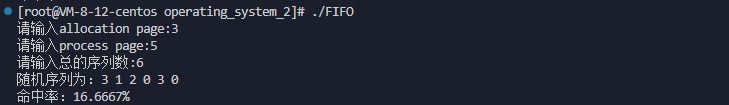 [root@VM-8-12-centos operating_system_2]# ./FIFO
请输入allocation page:3
请输入process page:5
请输入总的序列数:6
随机序列为: 3 1 2 0 3 0
命中率: 16.6667%